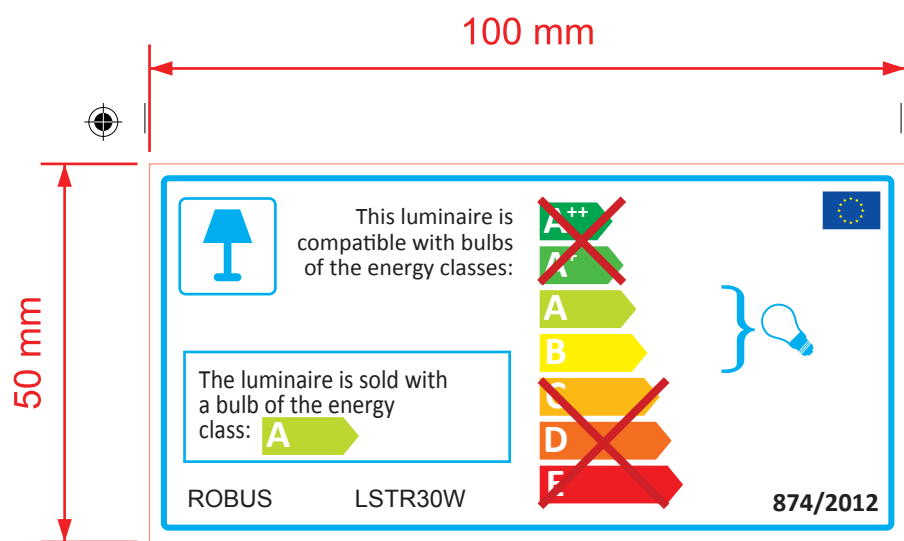 100 mm
50 mm
This luminaire is
compatible with bulbs
of the energy classes:
A++
A+
A
B
C
D
E
The luminaire is sold with
a bulb of the energy
class: A
ROBUS LSTR30W
874/2012